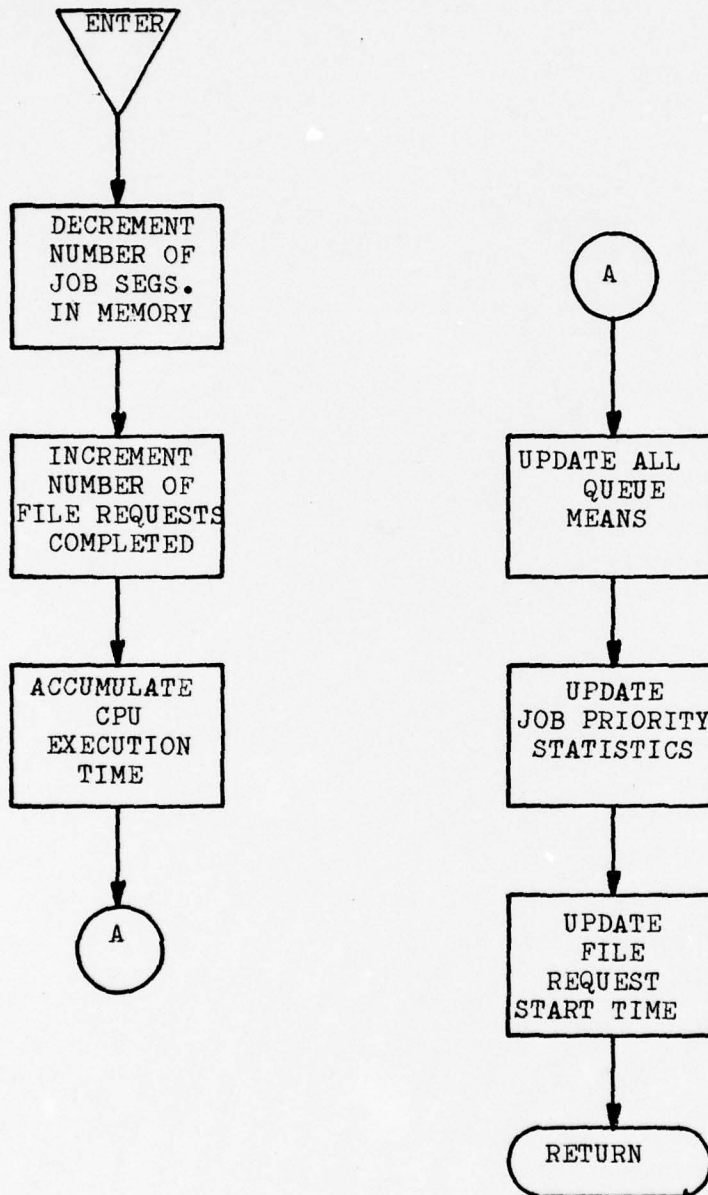 ENTER
DECREMENT
NUMBER OF
JOB SEGS.
IN MEMORY
INCREMENT
NUMBER OF
FILE REQUESTS
COMPLETED
ACCUMULATE
CPU
EXECUTION
TIME
A
A
UPDATE ALL
QUEUE
MEANS
UPDATE
JOB PRIORITY
STATISTICS
UPDATE
FILE
REQUEST
START TIME
RETURN